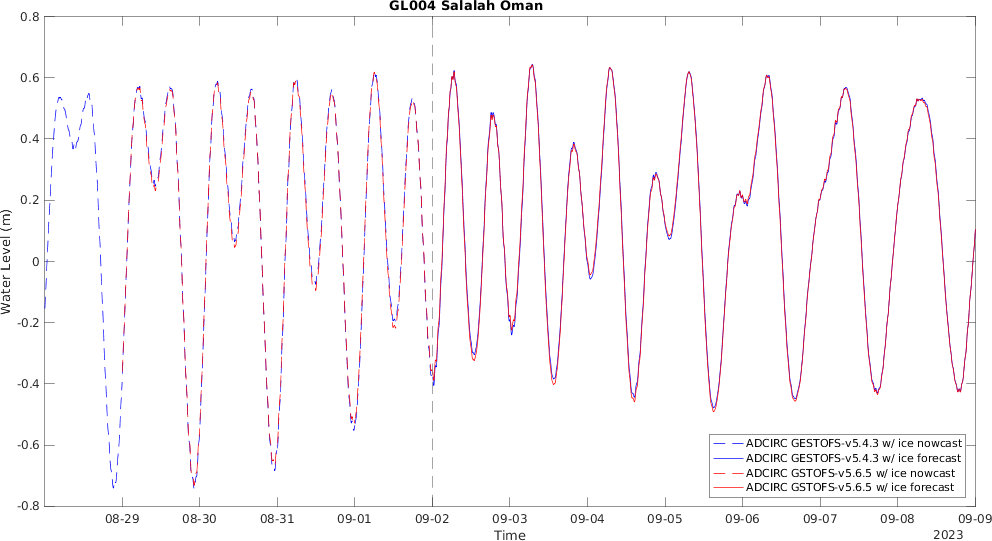 GL004 Salalah Oman
0.8
0.6
0.4
0.2
0
-0.2
-0.4
-0.6
-0.8
Water Level (m)
08-29 08-30 08-31 09-01 09-02 09-03 09-04 09-05 09-06 09-07 09-08 09-09
Time
2023
ADCIRC GESTOFS-v5.4.3 w/ ice nowcast
ADCIRC GESTOFS-v5.4.3 w/ ice forecast
ADCIRC GSTOFS-v5.6.5 w/ ice nowcast
ADCIRC GSTOFS-v5.6.5 w/ ice forecast